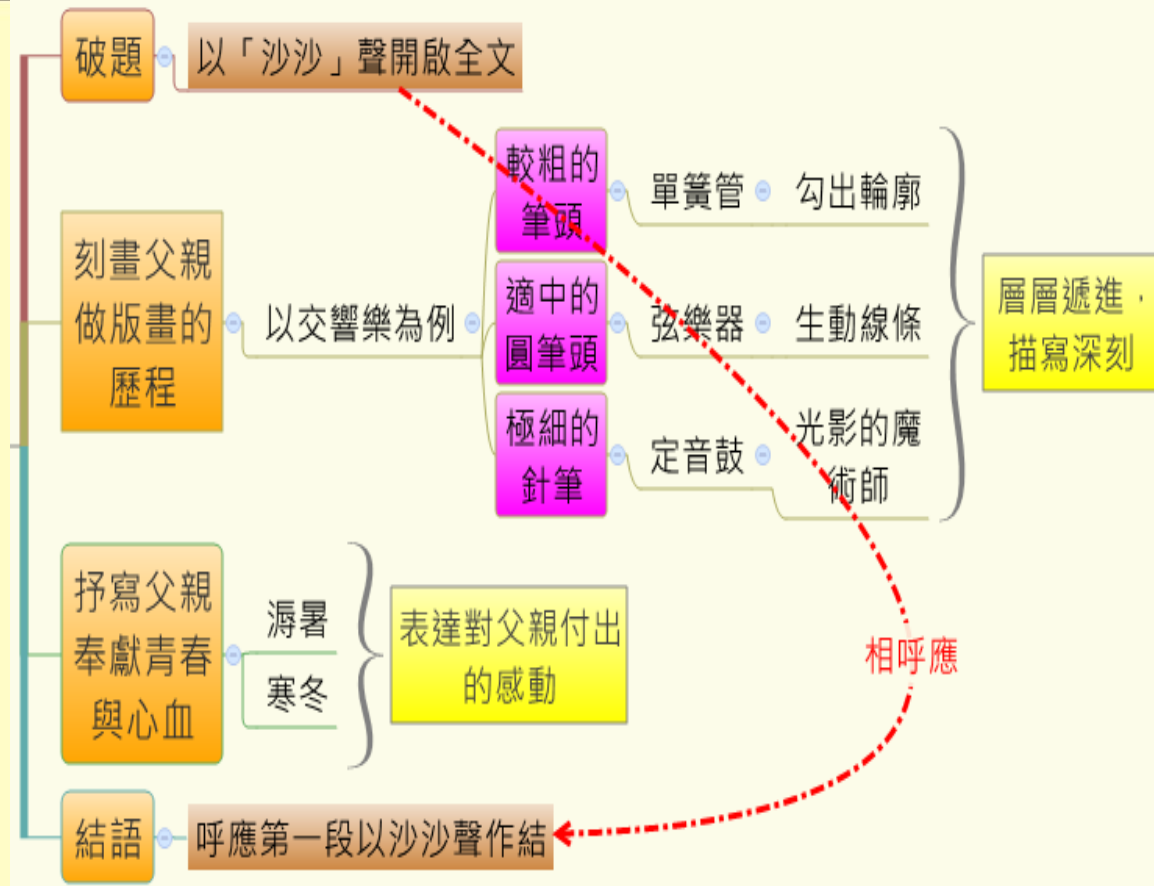 破題
以「沙沙」聲開啟全文
刻畫父親
做版畫的
歷程
以交響樂為例
較粗的
筆頭
單簧管
勾出輪廓
適中的
圓筆頭
弦樂器
生動線條
極細的
針筆
定音鼓
光影的魔
術師
層層遞進，
描寫深刻
抒寫父親
奉獻青春
與心血
溽暑
寒冬
表達對父親付出
的感動
相呼應
結語
呼應第一段以沙沙聲作結